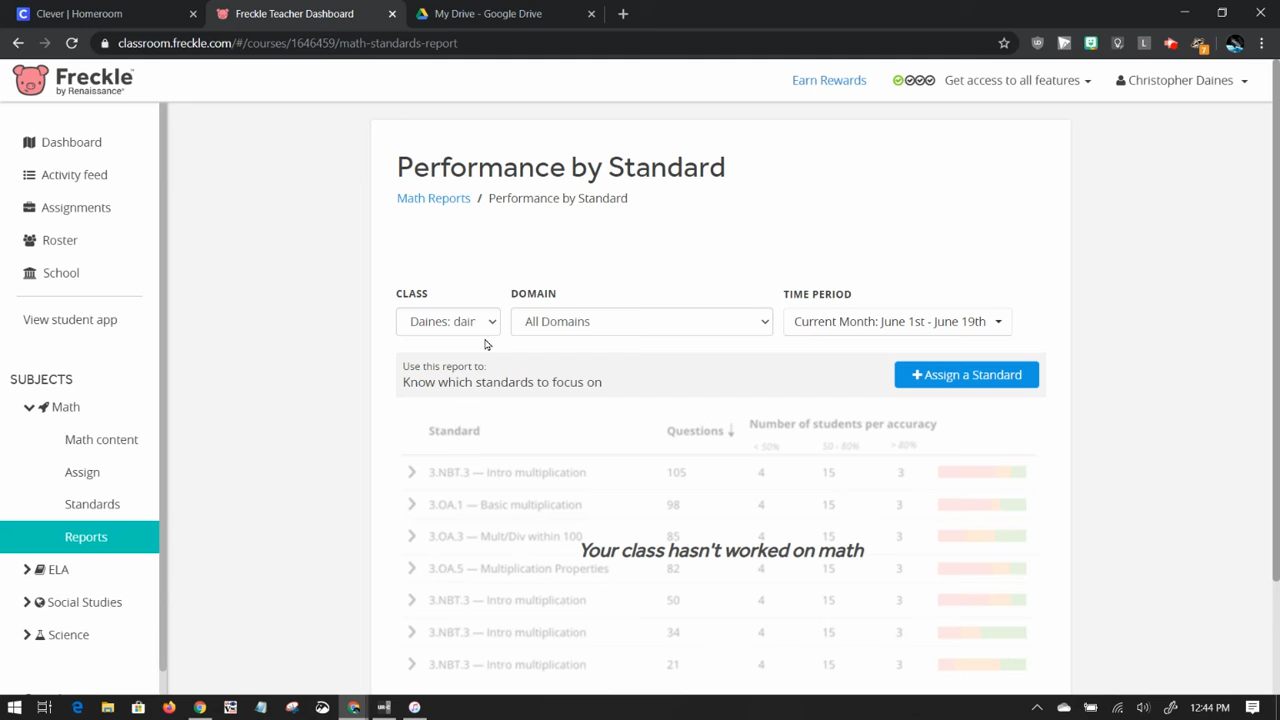 Clever | Homeroom
Freckle Teacher Dashboard
My Drive - Google Drive
classroom.freckle.com/#/courses/1646459/math-standards-report
Freckle
by Renaissance®
Earn Rewards
Get access to all features
Christopher Daines
Dashboard
Activity feed
Assignments
Roster
School
View student app
SUBJECTS
Math
Math content
Assign
Standards
Reports
ELA
Social Studies
Science
Performance by Standard
Math Reports / Performance by Standard
CLASS DOMAIN TIME PERIOD
Daines: dair All Domains Current Month: June 1st - June 19th
Use this report to:
Know which standards to focus on
+ Assign a Standard
Standard Questions Number of students per accuracy
< 50% 50 - 80% > 80%
3.NBT.3 — Intro multiplication 105 4 15 3
3.OA.1 — Basic multiplication 98 4 15 3
3.OA.3 — Mult/Div within 100 85 4 15 3
Your class hasn't worked on math
3.OA.5 — Multiplication Properties 82 4 15 3
3.NBT.3 — Intro multiplication 50 4 15 3
3.NBT.3 — Intro multiplication 34 4 15 3
3.NBT.3 — Intro multiplication 21 4 15 3
12:44 PM